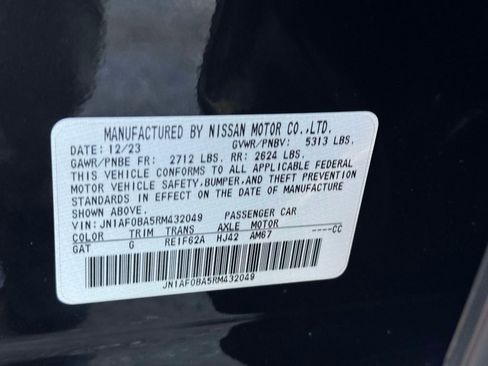 MANUFACTURED BY NISSAN MOTOR CO.,LTD.
DATE: 12/23 GVWR/PNBV: 5313 LBS.
GAWR/PNBE FR: 2712 LBS. RR: 2624 LBS.
THIS VEHICLE CONFORMS TO ALL APPLICABLE FEDERAL
MOTOR VEHICLE SAFETY,BUMPER,AND THEFT PREVENTION
STANDARDS IN EFFECT ON THE DATE OF MANUFACTURE
SHOWN ABOVE.
VIN: JN1AF0BA5RM432049 PASSENGER CAR
COLOR TRIM TRANS AXLE MOTOR
GAT G RE1F62A HJ42 AM67 ----CC
JN1AF0BA5RM432049